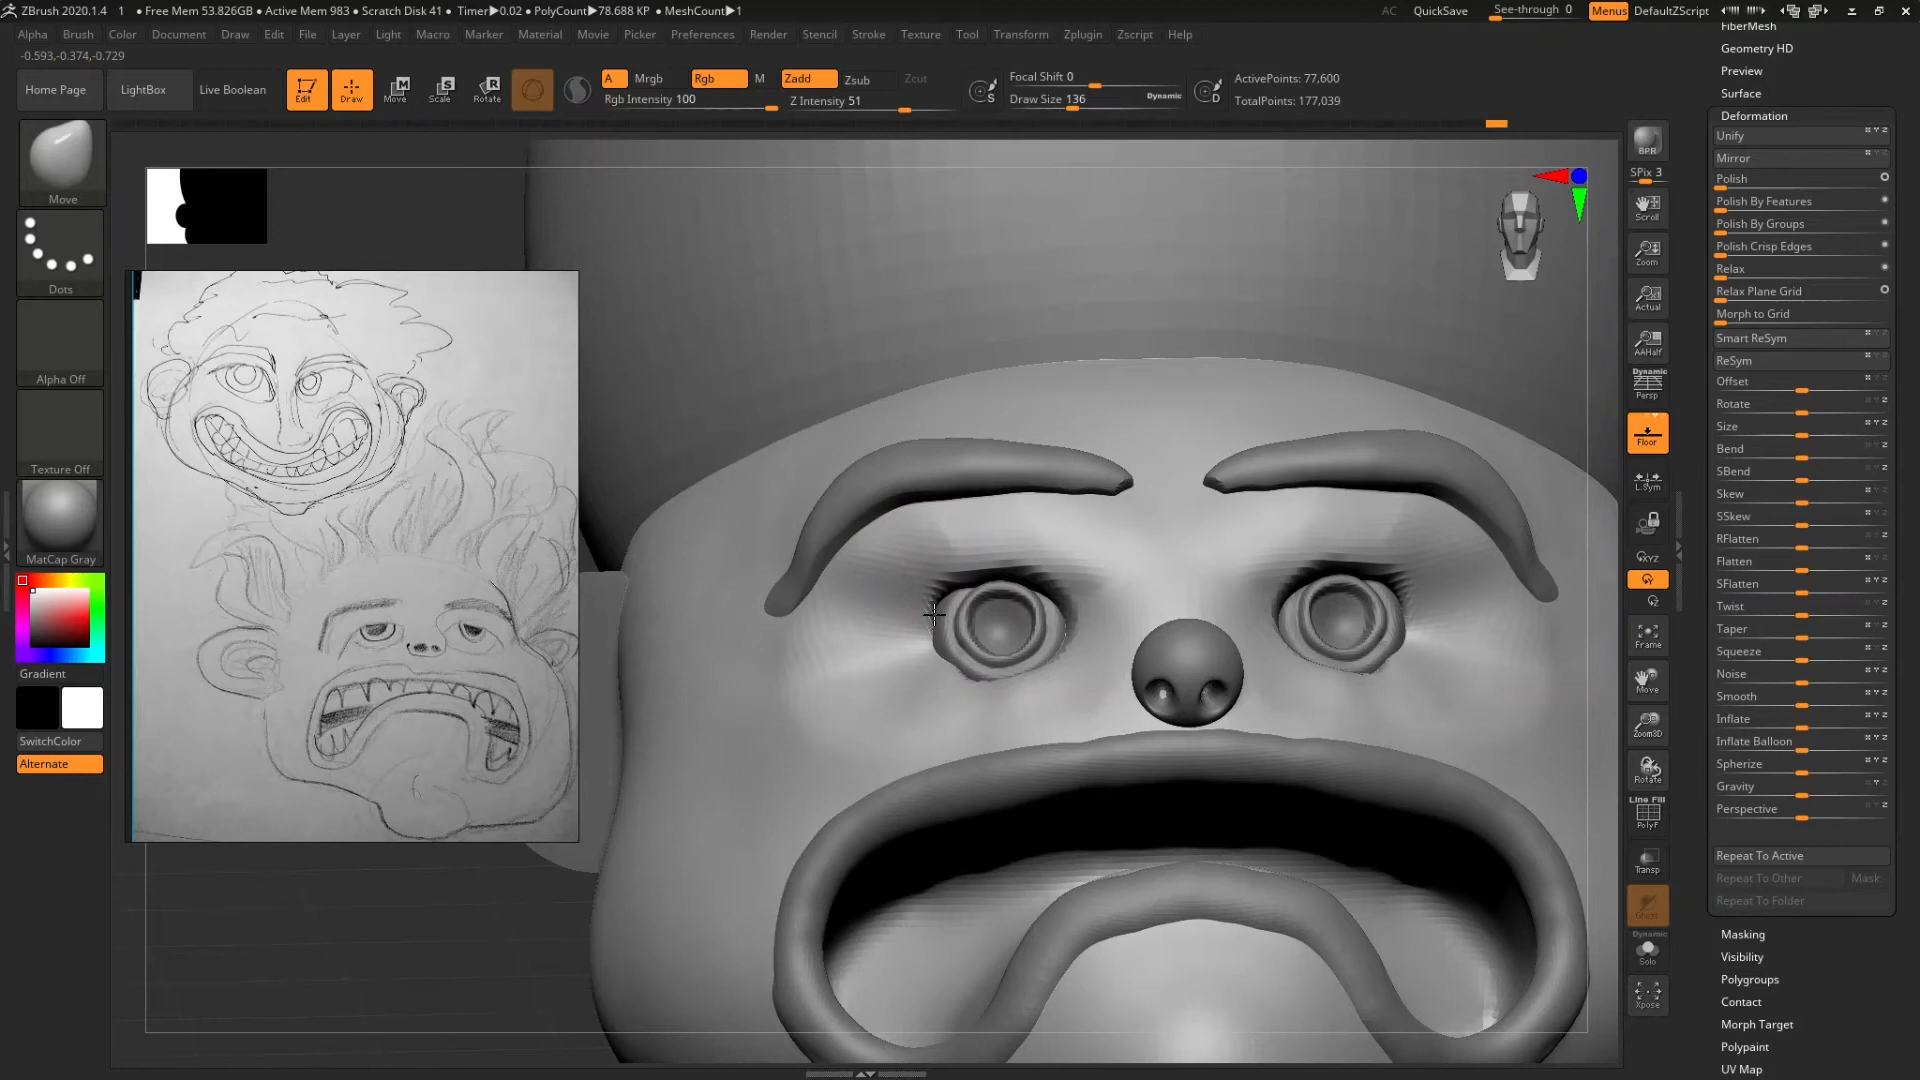 ZBrush 2020.1.4 1 • Free Mem 53.826GB • Active Mem 983 • Scratch Disk 41 • Timer▶0.02 • PolyCount▶78.688 KP • MeshCount▶1 AC QuickSave See-through 0 Menus DefaultZScript
Alpha Brush Color Document Draw Edit File Layer Light Macro Marker Material Movie Picker Preferences Render Stencil Stroke Texture Tool Transform Zplugin Zscript Help
-0.593,-0.374,-0.729
Home Page LightBox Live Boolean
Edit Draw Move Scale Rotate
A Mrgb Rgb M Zadd Zsub Zcut
Rgb Intensity 100 Z Intensity 51
S Focal Shift 0
Draw Size 136 Dynamic
D ActivePoints: 77,600
TotalPoints: 177,039
Move
Dots
Alpha Off
Texture Off
MatCap Gray
Gradient
SwitchColor
Alternate
BPR
SPix 3
Scroll
Zoom
Actual
AAHalf
Dynamic
Persp
Floor
L.Sym
XYZ
Y
Z
Frame
Move
Zoom3D
Rotate
Line Fill
PolyF
Transp
Ghost
Dynamic
Solo
Xpose
FiberMesh
Geometry HD
Preview
Surface
Deformation
Unify
Mirror
Polish
Polish By Features
Polish By Groups
Polish Crisp Edges
Relax
Relax Plane Grid
Morph to Grid
Smart ReSym
ReSym
Offset
Rotate
Size
Bend
SBend
Skew
SSkew
RFlatten
Flatten
SFlatten
Twist
Taper
Squeeze
Noise
Smooth
Inflate
Inflate Balloon
Spherize
Gravity
Perspective
Repeat To Active
Repeat To Other Mask
Repeat To Folder
Masking
Visibility
Polygroups
Contact
Morph Target
Polypaint
UV Map